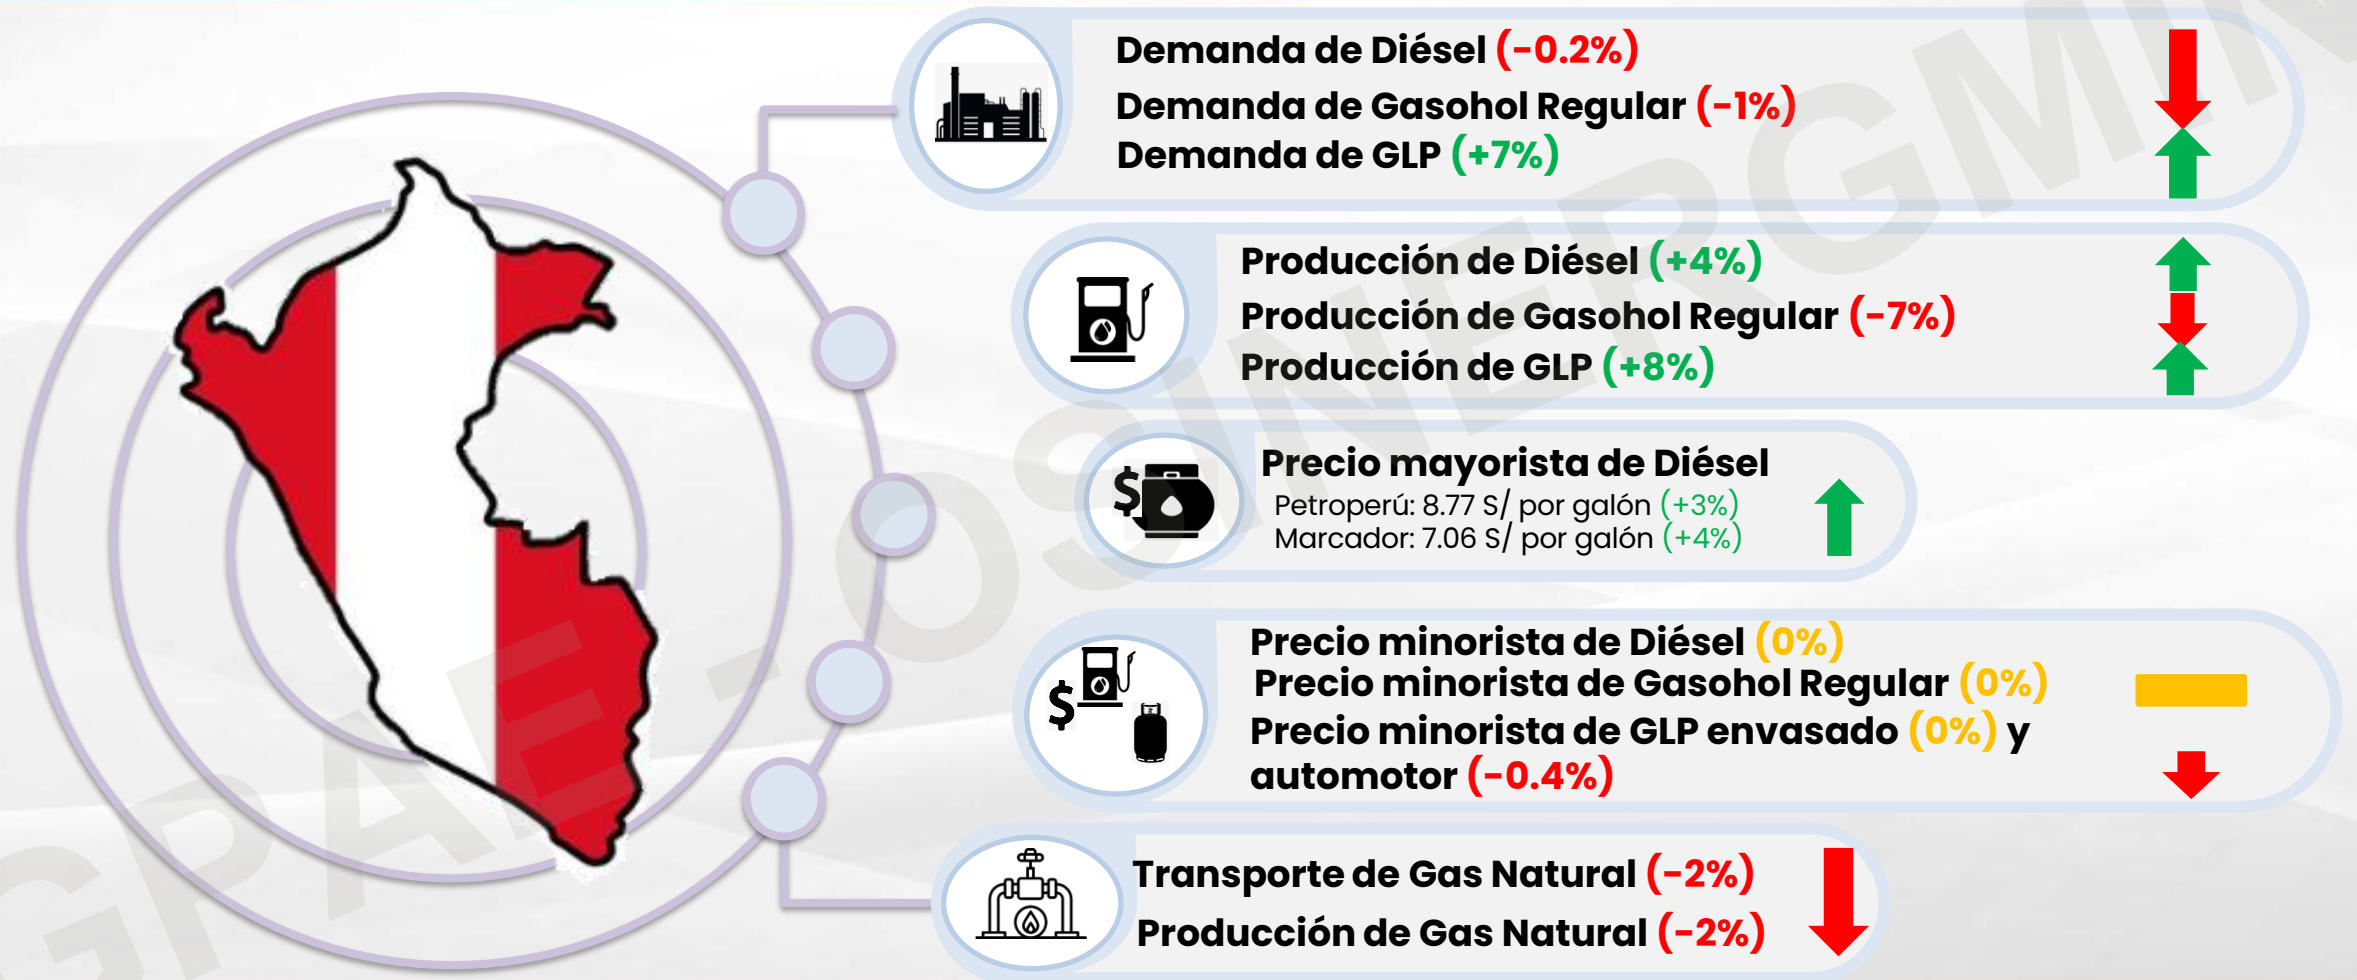 Demanda de Diésel (-0.2%)
Demanda de Gasohol Regular (-1%)
Demanda de GLP (+7%)
Producción de Diésel (+4%)
Producción de Gasohol Regular (-7%)
Producción de GLP (+8%)
$
Precio mayorista de Diésel
Petroperú: 8.77 S/ por galón (+3%)
Marcador: 7.06 S/ por galón (+4%)
$
Precio minorista de Diésel (0%)
Precio minorista de Gasohol Regular (0%)
Precio minorista de GLP envasado (0%) y
automotor (-0.4%)
Transporte de Gas Natural (-2%)
Producción de Gas Natural (-2%)
GPAE - OSINERGMIN